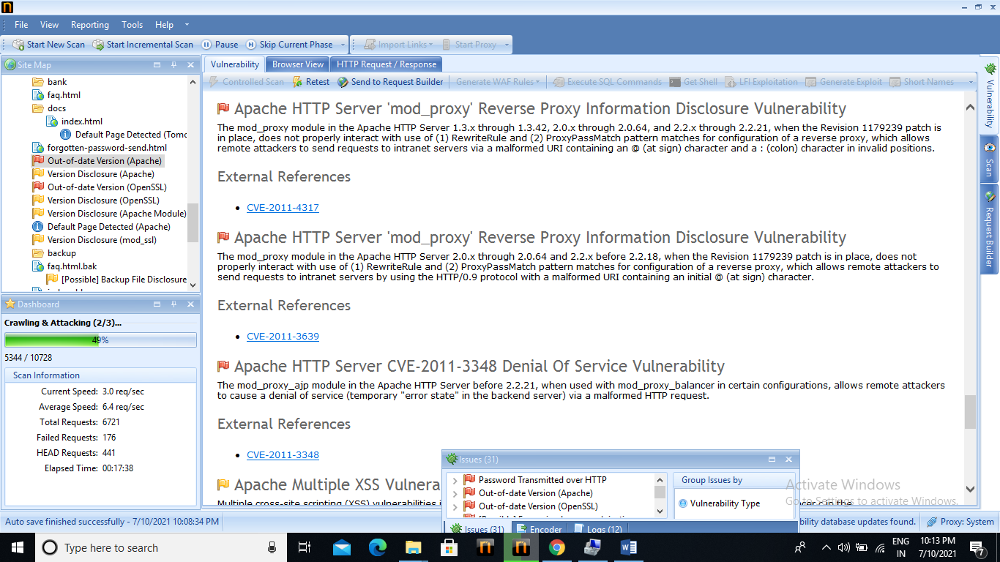 File View Reporting Tools Help
Start New Scan Start Incremental Scan Pause Skip Current Phase Import Links Start Proxy
Site Map
bank
faq.html
docs
index.html
Default Page Detected (Tomc
forgotten-password-send.html
Out-of-date Version (Apache)
Version Disclosure (Apache)
Out-of-date Version (OpenSSL)
Version Disclosure (OpenSSL)
Version Disclosure (Apache Module)
Default Page Detected (Apache)
Version Disclosure (mod_ssl)
backup
faq.html.bak
[Possible] Backup File Disclosure
Dashboard
Crawling & Attacking (2/3)...
49%
5344 / 10728
Scan Information
Current Speed: 3.0 req/sec
Average Speed: 6.4 req/sec
Total Requests: 6721
Failed Requests: 176
HEAD Requests: 441
Elapsed Time: 00:17:38
Vulnerability Browser View HTTP Request / Response
Controlled Scan Retest Send to Request Builder Generate WAF Rules Execute SQL Commands Get Shell LFI Exploitation Generate Exploit Short Names
Apache HTTP Server 'mod_proxy' Reverse Proxy Information Disclosure Vulnerability
The mod_proxy module in the Apache HTTP Server 1.3.x through 1.3.42, 2.0.x through 2.0.64, and 2.2.x through 2.2.21, when the Revision 1179239 patch is
in place, does not properly interact with use of (1) RewriteRule and (2) ProxyPassMatch pattern matches for configuration of a reverse proxy, which allows
remote attackers to send requests to intranet servers via a malformed URI containing an @ (at sign) character and a : (colon) character in invalid positions.
External References
• CVE-2011-4317
Apache HTTP Server 'mod_proxy' Reverse Proxy Information Disclosure Vulnerability
The mod_proxy module in the Apache HTTP Server 2.0.x through 2.0.64 and 2.2.x before 2.2.18, when the Revision 1179239 patch is in place, does not
properly interact with use of (1) RewriteRule and (2) ProxyPassMatch pattern matches for configuration of a reverse proxy, which allows remote attackers to
send requests to intranet servers by using the HTTP/0.9 protocol with a malformed URI containing an initial @ (at sign) character.
External References
• CVE-2011-3639
Apache HTTP Server CVE-2011-3348 Denial Of Service Vulnerability
The mod_proxy_ajp module in the Apache HTTP Server before 2.2.21, when used with mod_proxy_balancer in certain configurations, allows remote attackers
to cause a denial of service (temporary "error state" in the backend server) via a malformed HTTP request.
External References
• CVE-2011-3348
Apache Multiple XSS Vulnera
Multiple cross-site scripting (XSS) vulnerabilities i
Issues (31)
Password Transmitted over HTTP
Out-of-date Version (Apache)
Out-of-date Version (OpenSSL)
Group Issues by
Vulnerability Type
Issues (31) Encoder Logs (12)
Activate Windows
Go to Settings to activate Windows.
Vulnerability
Scan
Request Builder
Auto save finished successfully - 7/10/2021 10:08:34 PM
bility database updates found. Proxy: System
Type here to search
ENG
IN
10:13 PM
7/10/2021
7